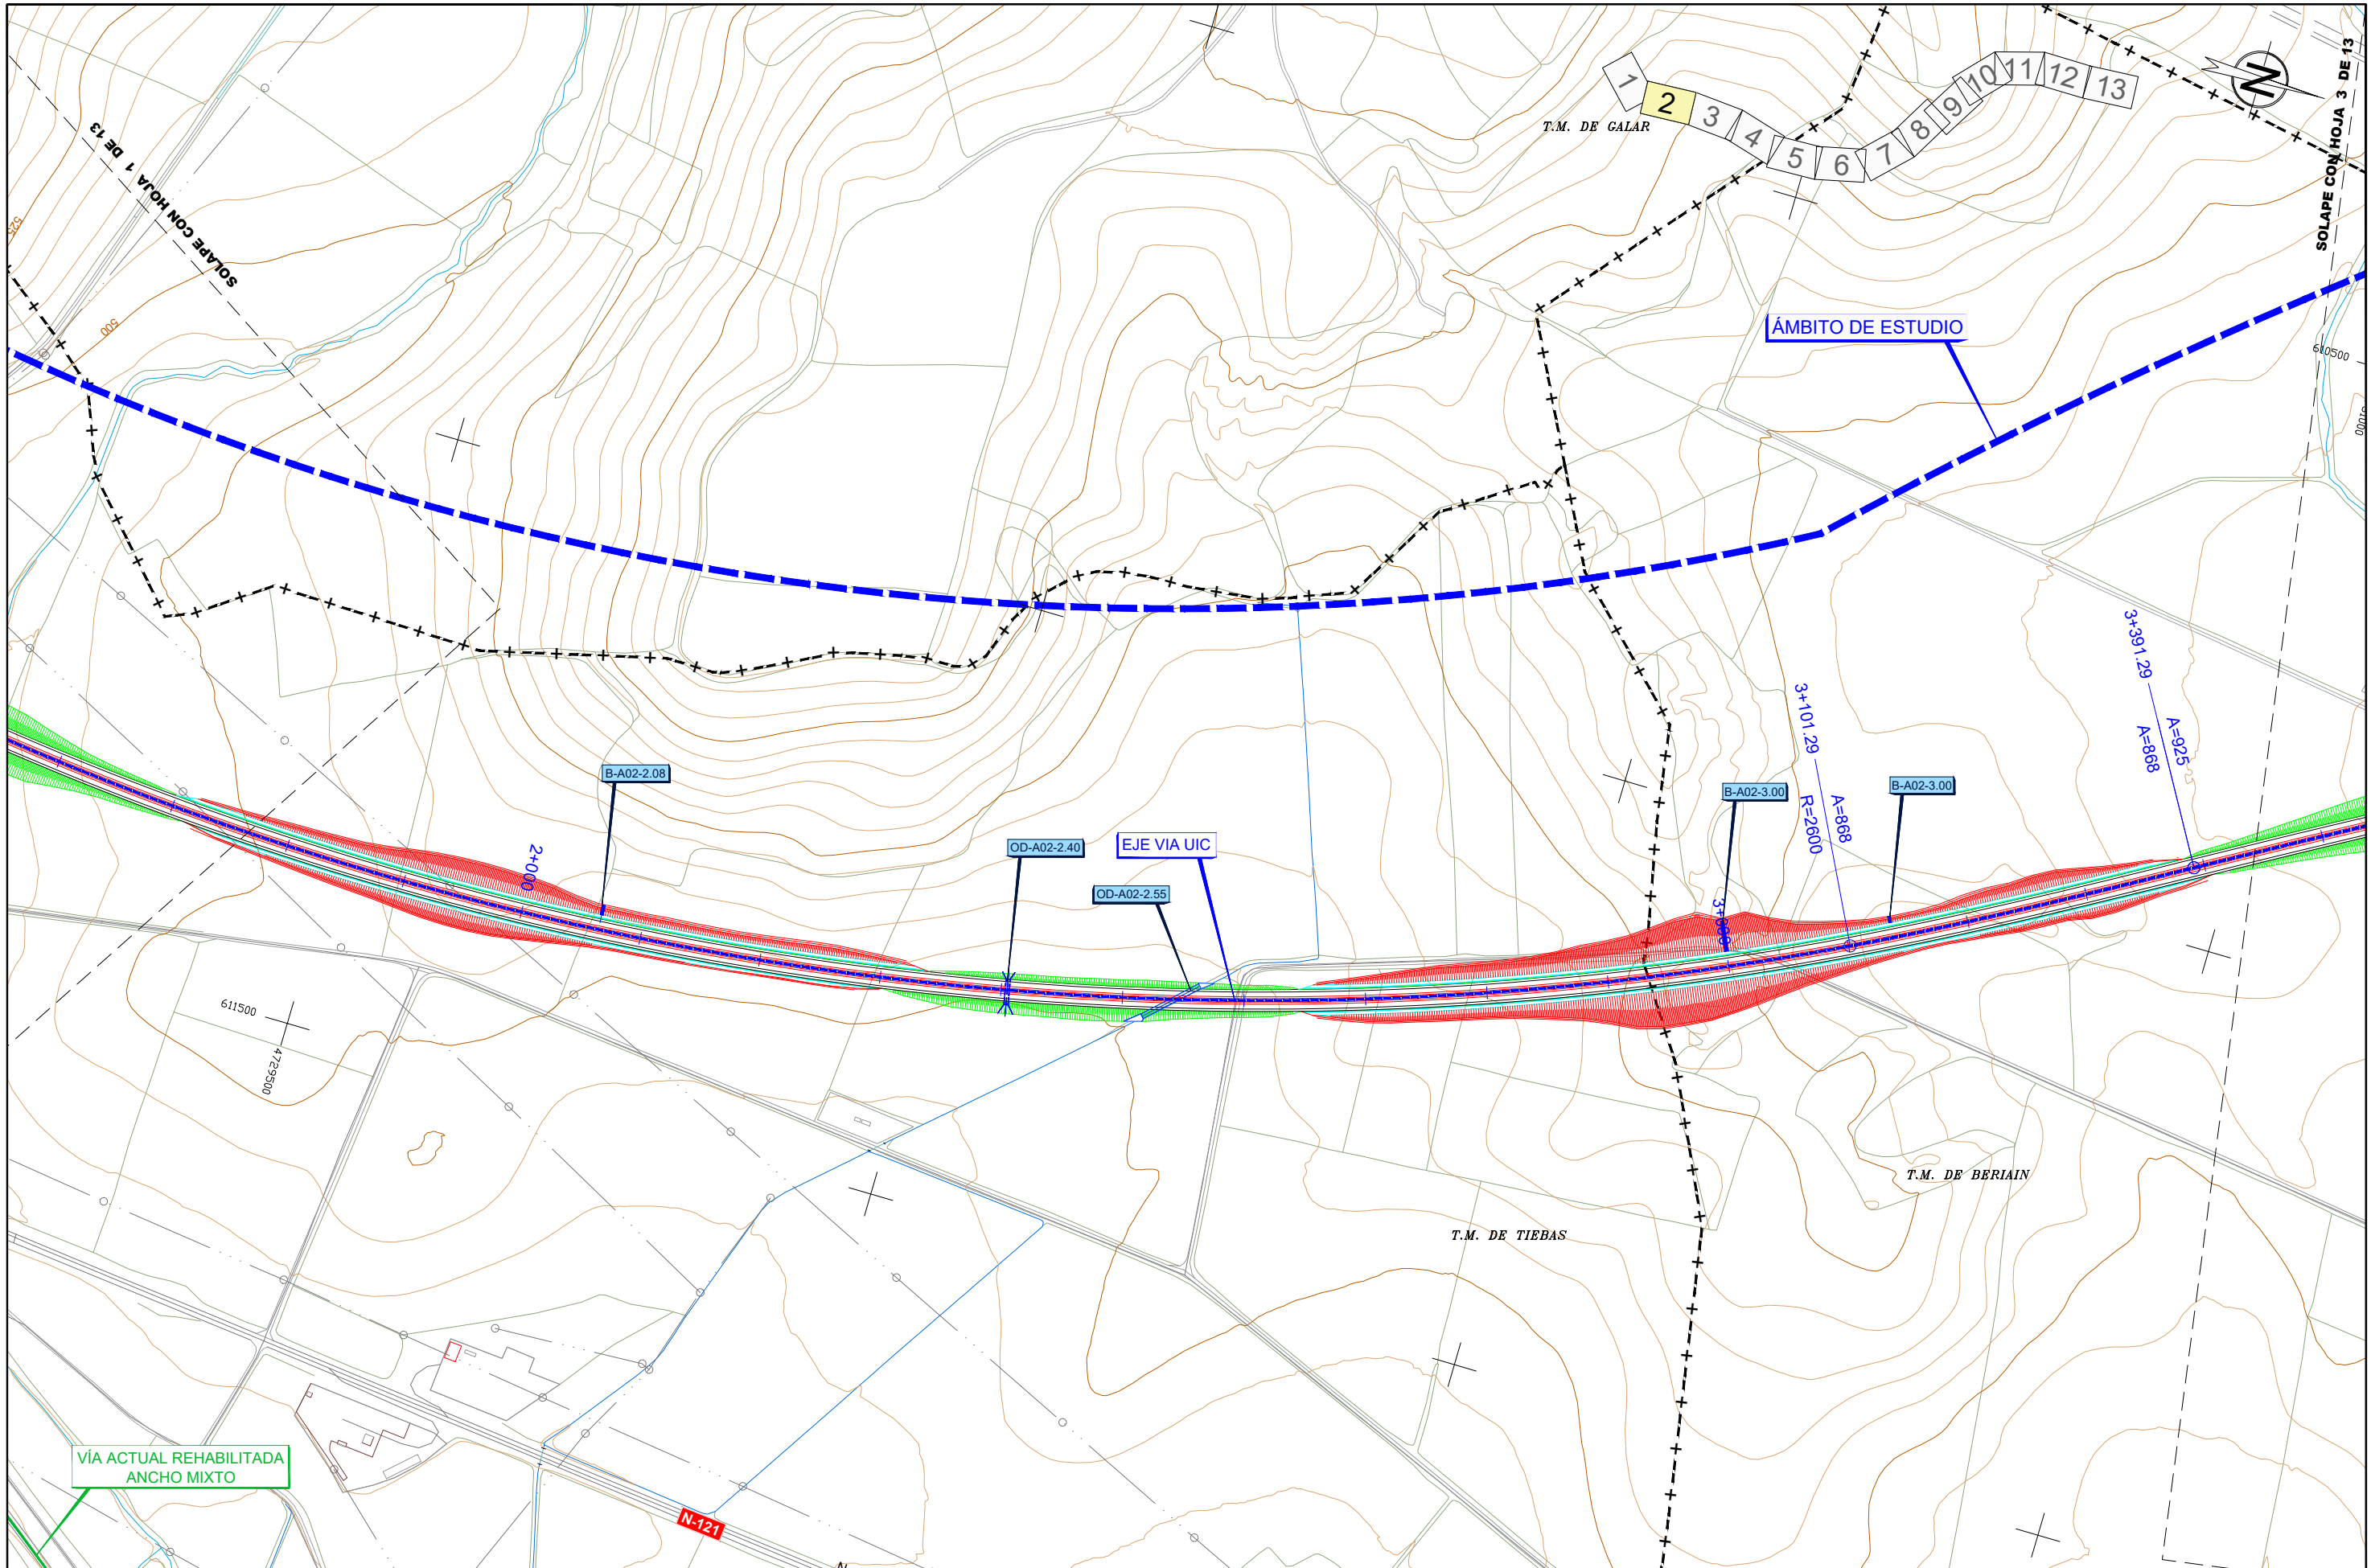 SOLAPE CON HOJA 1 DE 13
525
500
T.M. DE GALAR
1
2
3
4
5
6
7
8
9
10
11
12
13
N
SOLAPE CON HOJA 3 DE 13
ÁMBITO DE ESTUDIO
610500
3+391.29
A=925
A=868
3+101.29
A=868
R=2600
B-A02-2.08
B-A02-3.00
B-A02-3.00
2+000
OD-A02-2.40
EJE VIA UIC
OD-A02-2.55
3+000
611500
4729500
T.M. DE BERIAIN
T.M. DE TIEBAS
VÍA ACTUAL REHABILITADA
ANCHO MIXTO
N-121